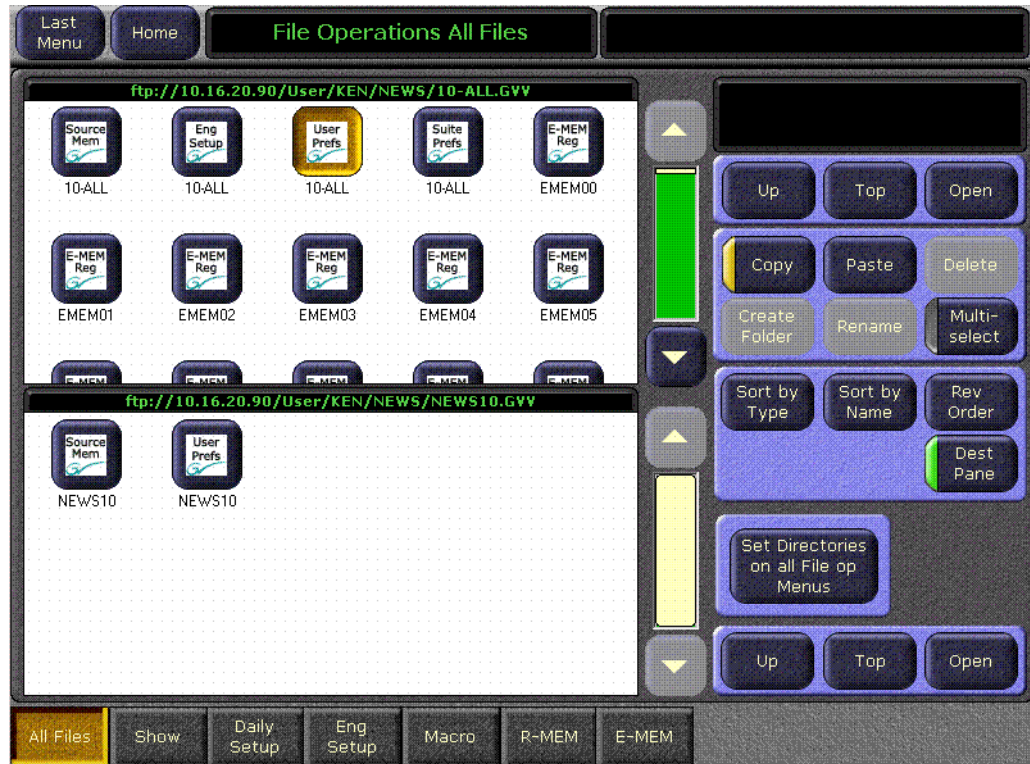 Last
Menu
Home
File Operations All Files
ftp://10.16.20.90/User/KEN/NEWS/10-ALL.GVV
Source
Mem
10-ALL
Eng
Setup
10-ALL
User
Prefs
10-ALL
Suite
Prefs
10-ALL
E-MEM
Reg
EMEM00
E-MEM
Reg
EMEM01
E-MEM
Reg
EMEM02
E-MEM
Reg
EMEM03
E-MEM
Reg
EMEM04
E-MEM
Reg
EMEM05
E-MEM
E-MEM
E-MEM
E-MEM
E-MEM
ftp://10.16.20.90/User/KEN/NEWS/NEWS10.GVV
Source
Mem
NEWS10
User
Prefs
NEWS10
Up
Top
Open
Copy
Paste
Delete
Create
Folder
Rename
Multi-
select
Sort by
Type
Sort by
Name
Rev
Order
Dest
Pane
Set Directories
on all File op
Menus
Up
Top
Open
All Files
Show
Daily
Setup
Eng
Setup
Macro
R-MEM
E-MEM